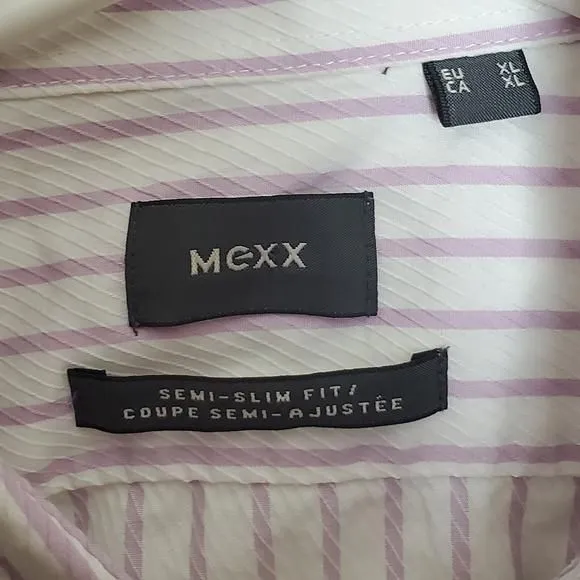 EU XL
CA XL
MEXX
SEMI-SLIM FIT/
COUPE SEMI-AJUSTÉE